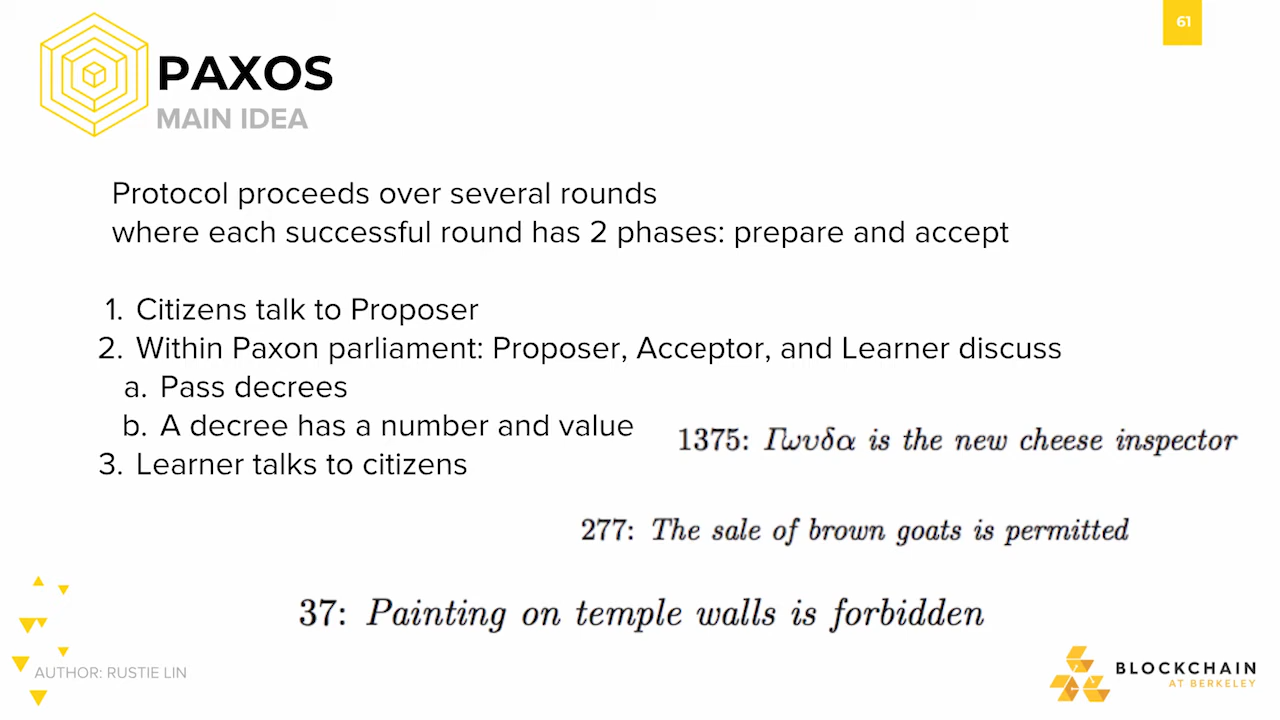 61
PAXOS
MAIN IDEA
Protocol proceeds over several rounds
where each successful round has 2 phases: prepare and accept
1. Citizens talk to Proposer
2. Within Paxon parliament: Proposer, Acceptor, and Learner discuss
a. Pass decrees
b. A decree has a number and value
3. Learner talks to citizens
1375: Γωυδα is the new cheese inspector
277: The sale of brown goats is permitted
37: Painting on temple walls is forbidden
AUTHOR: RUSTIE LIN
BLOCKCHAIN
AT BERKELEY